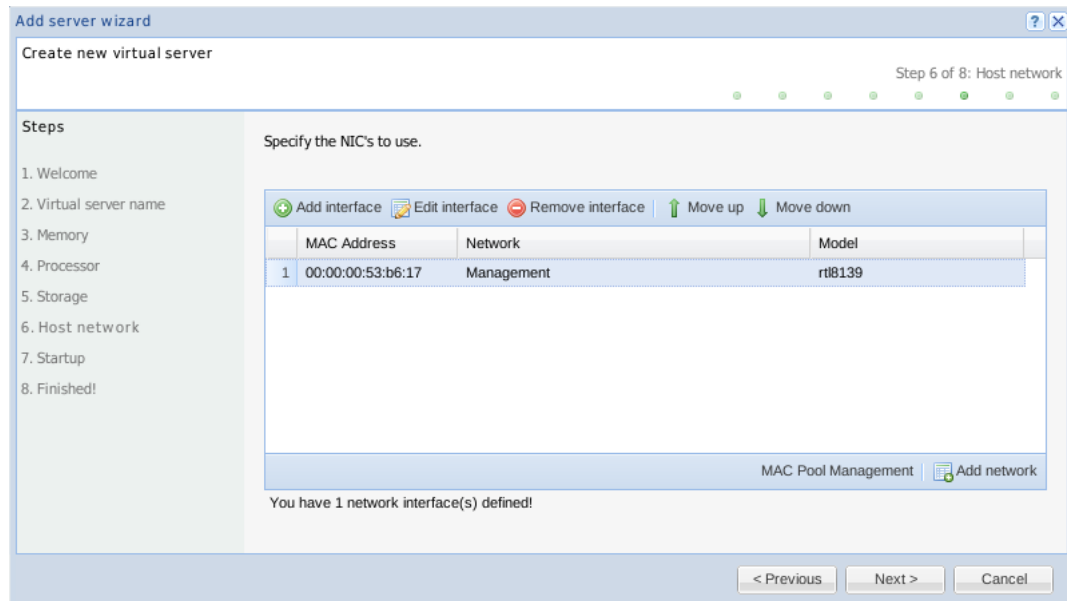 Add server wizard
Create new virtual server
Step 6 of 8: Host network
Steps
1. Welcome
2. Virtual server name
3. Memory
4. Processor
5. Storage
6. Host network
7. Startup
8. Finished!
Specify the NIC's to use.
Add interface Edit interface Remove interface Move up Move down
MAC Address Network Model
1 00:00:00:53:b6:17 Management rtl8139
MAC Pool Management Add network
You have 1 network interface(s) defined!
< Previous Next > Cancel